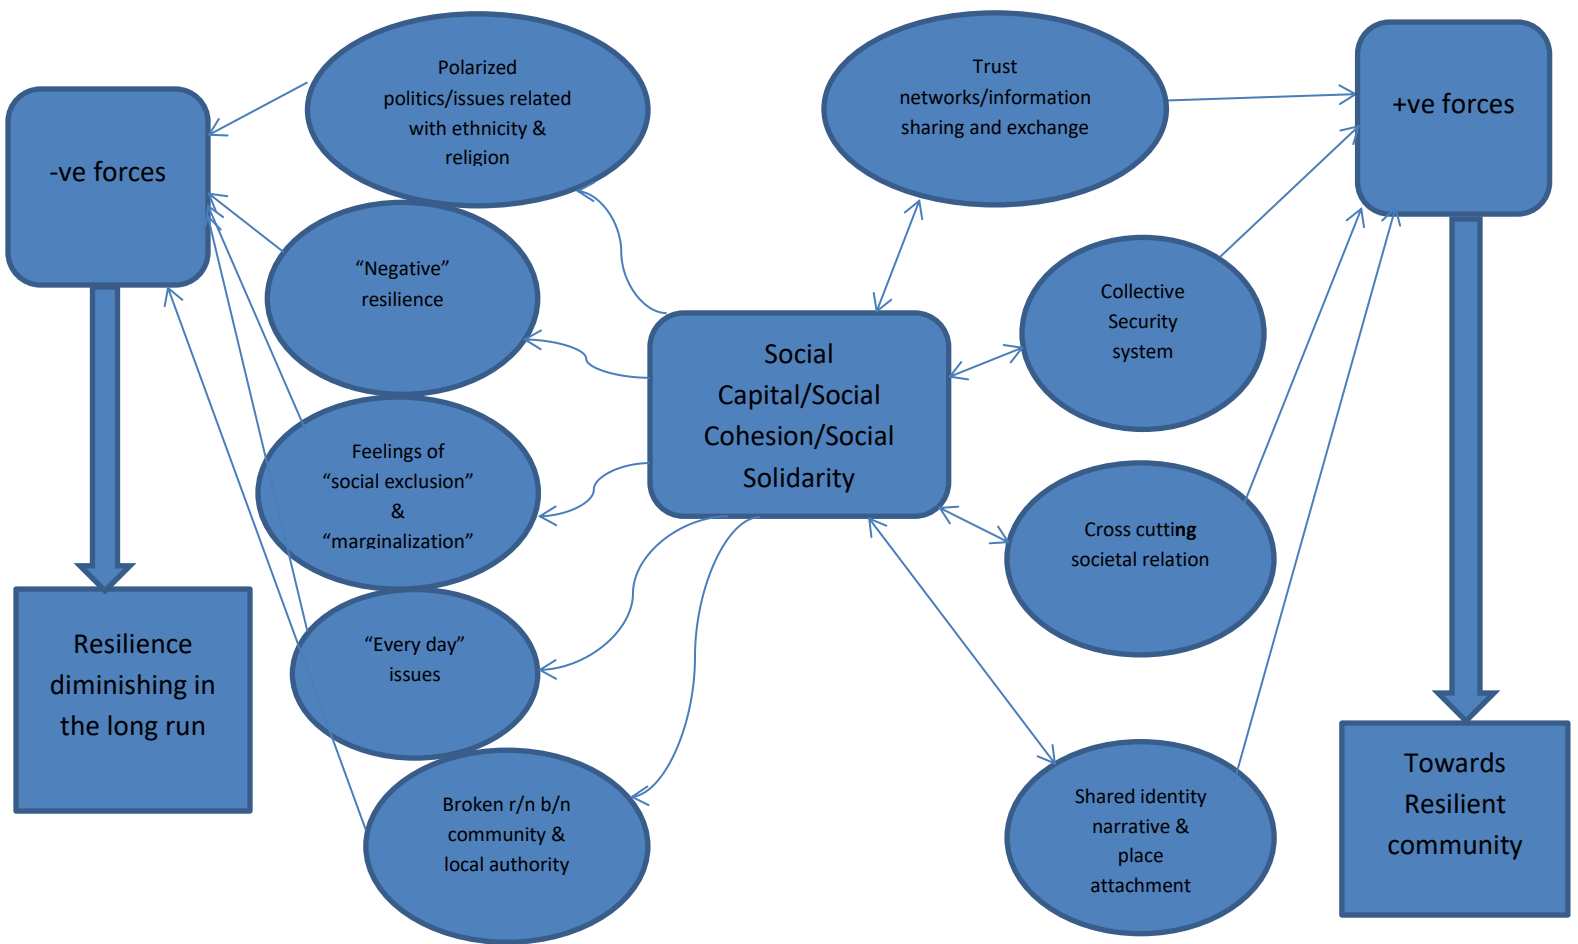 Polarized
politics/issues related
with ethnicity &
religion
-ve forces
“Negative”
resilience
Feelings of
“social exclusion”
&
“marginalization”
“Every day”
issues
Broken r/n b/n
community &
local authority
Resilience
diminishing in
the long run
Social
Capital/Social
Cohesion/Social
Solidarity
Trust
networks/information
sharing and exchange
+ve forces
Collective
Security
system
Cross cutting
societal relation
Shared identity
narrative &
place
attachment
Towards
Resilient
community